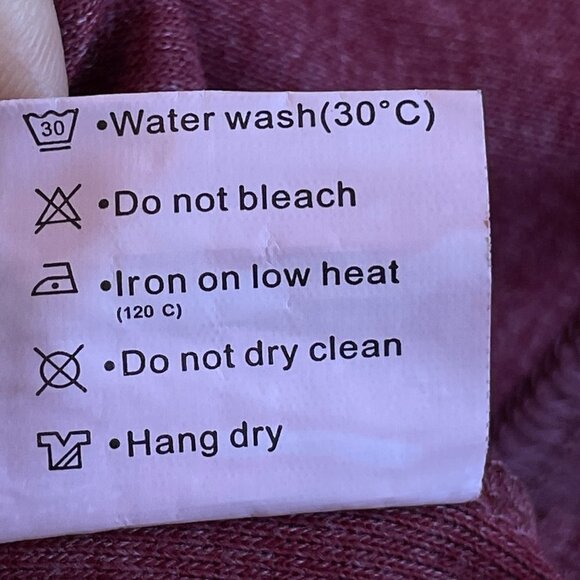 30 •Water wash(30°C)
•Do not bleach
•Iron on low heat
(120 C)
•Do not dry clean
•Hang dry